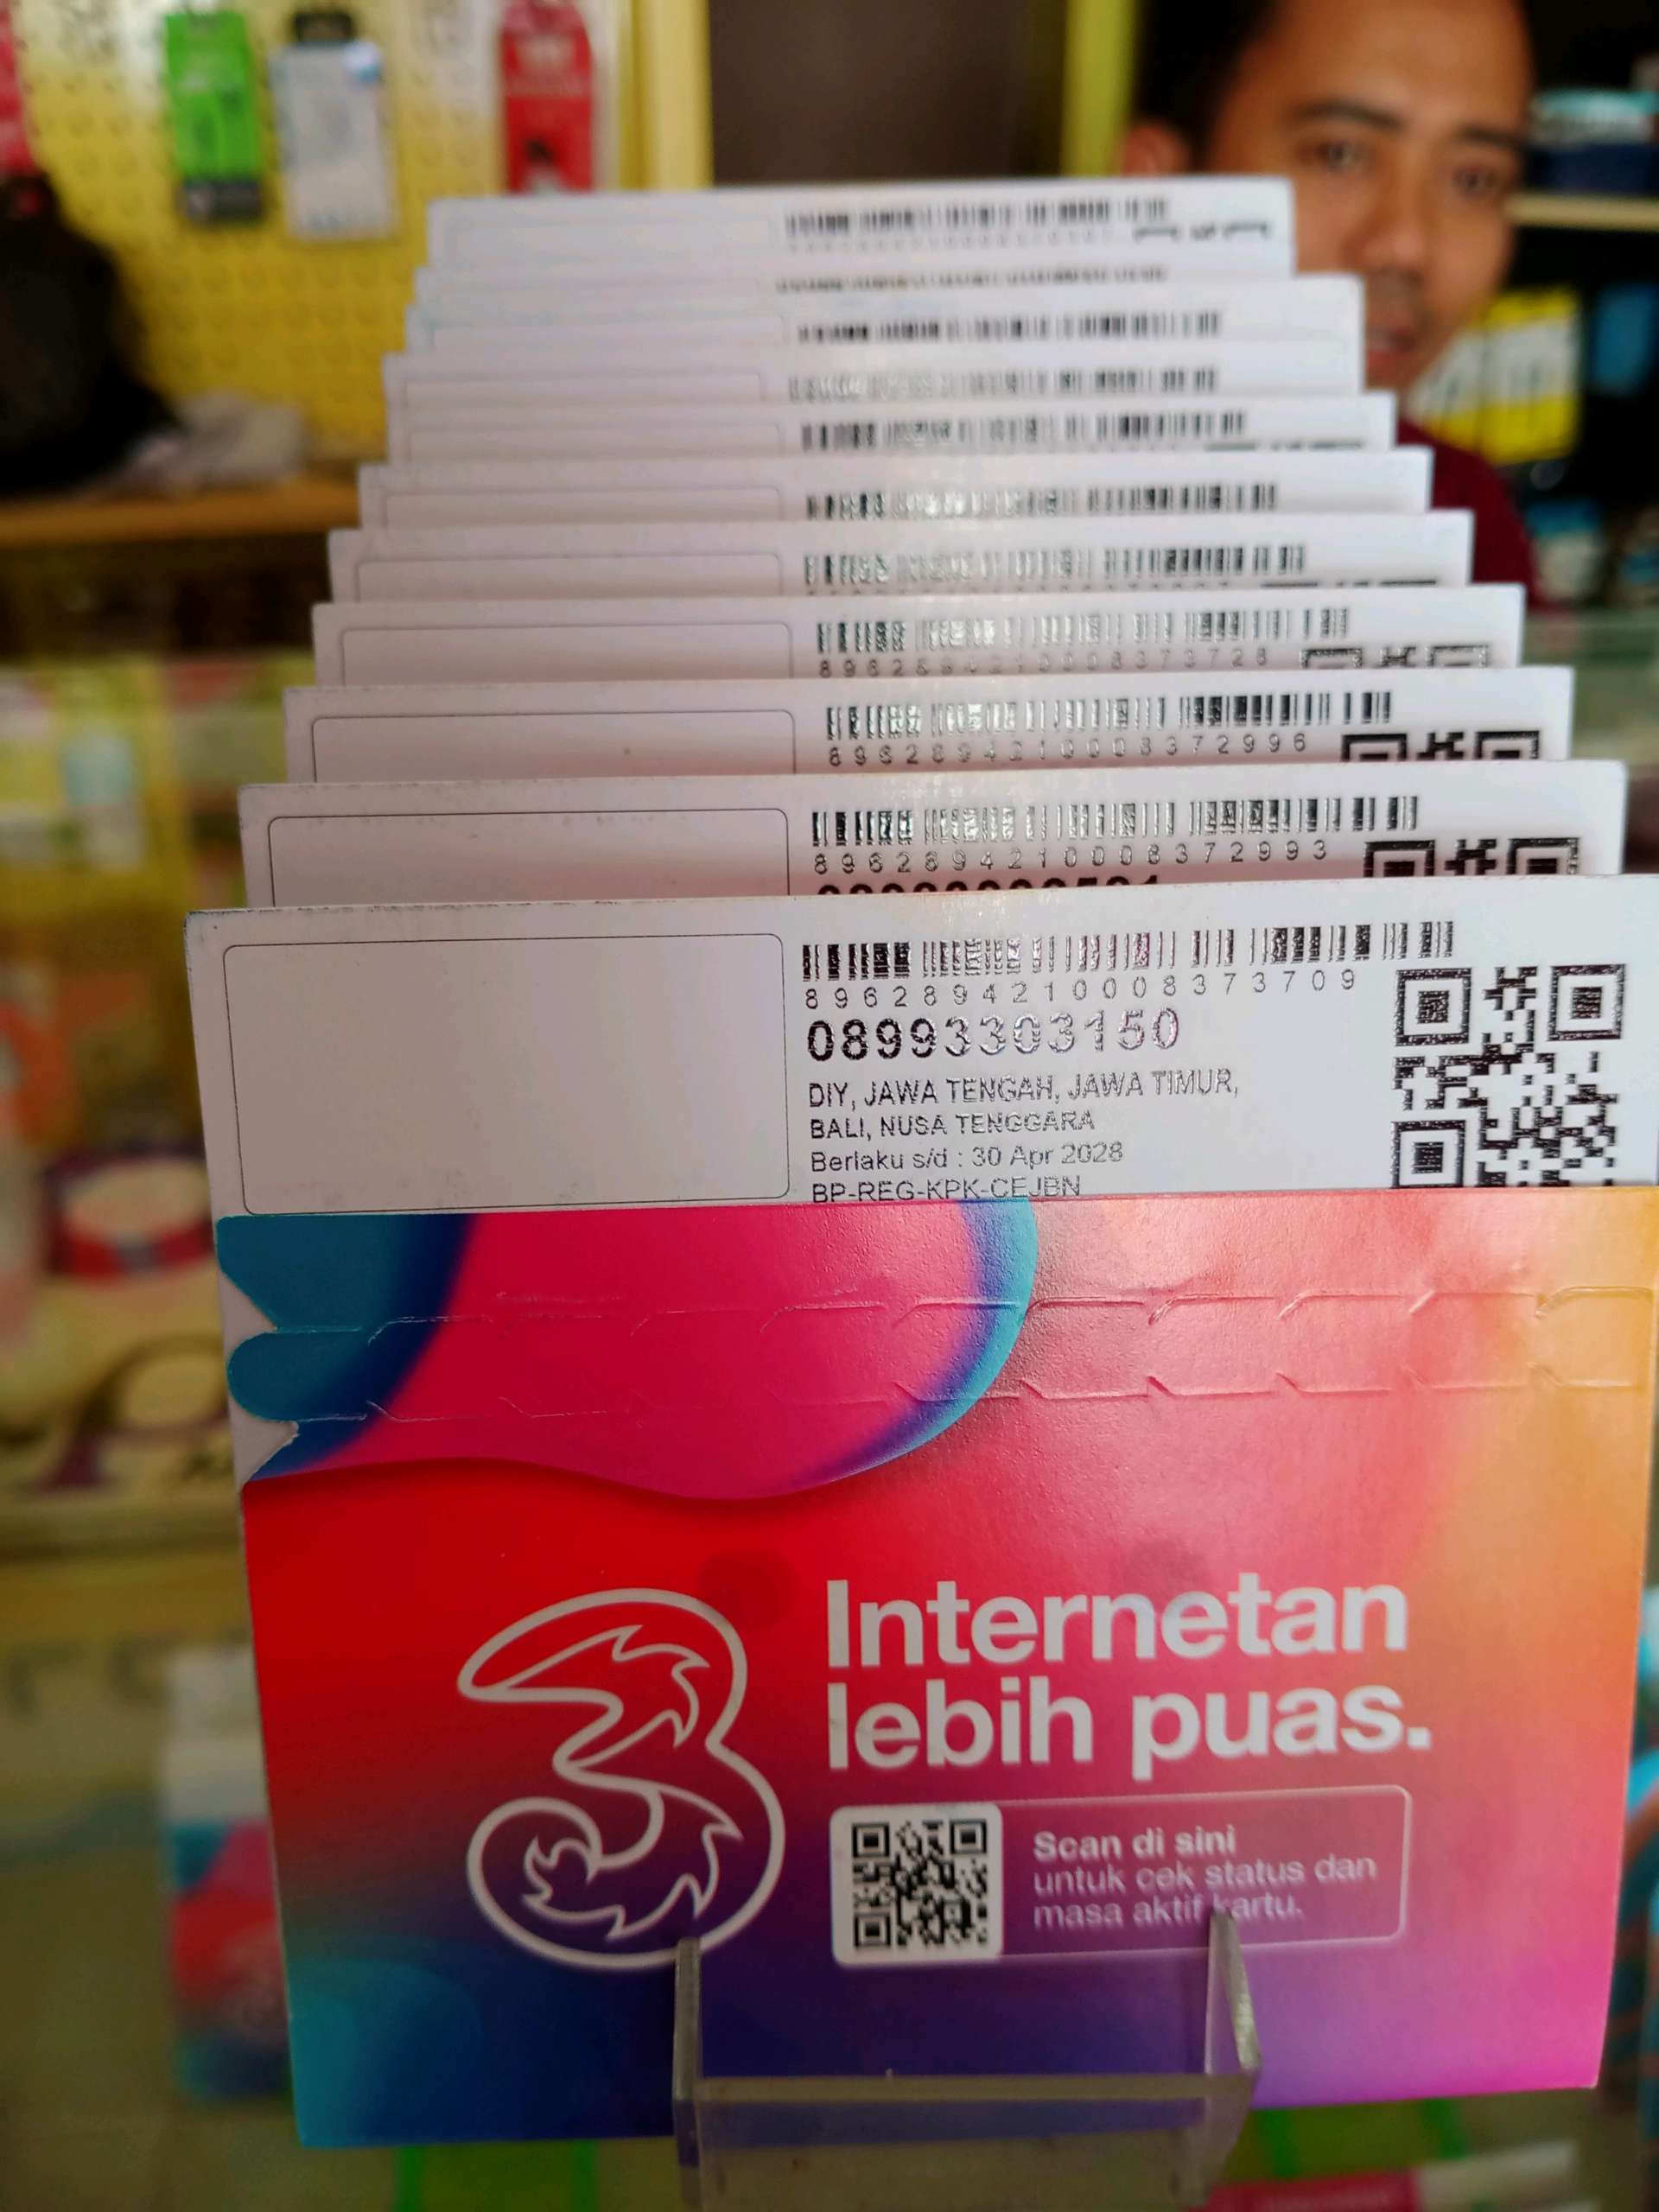 8962894210008373728
8962894210008372996
8962894210008372993
8962894210008373709
08993303150
DIY, JAWA TENGAH, JAWA TIMUR,
BALI, NUSA TENGGARA
Berlaku s/d : 30 Apr 2028
BP-REG-KPK-CEJBN
3
Internetan
lebih puas.
Scan di sini
untuk cek status dan
masa aktif kartu.